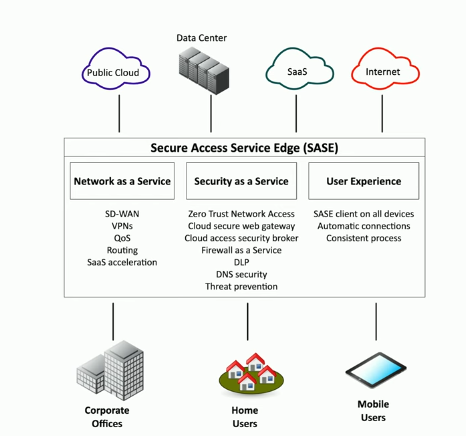 Data Center
Public Cloud
SaaS
Internet
Secure Access Service Edge (SASE)
Network as a Service
Security as a Service
User Experience
SD-WAN
VPNs
QoS
Routing
SaaS acceleration
Zero Trust Network Access
Cloud secure web gateway
Cloud access security broker
Firewall as a Service
DLP
DNS security
Threat prevention
SASE client on all devices
Automatic connections
Consistent process
Corporate
Offices
Home
Users
Mobile
Users